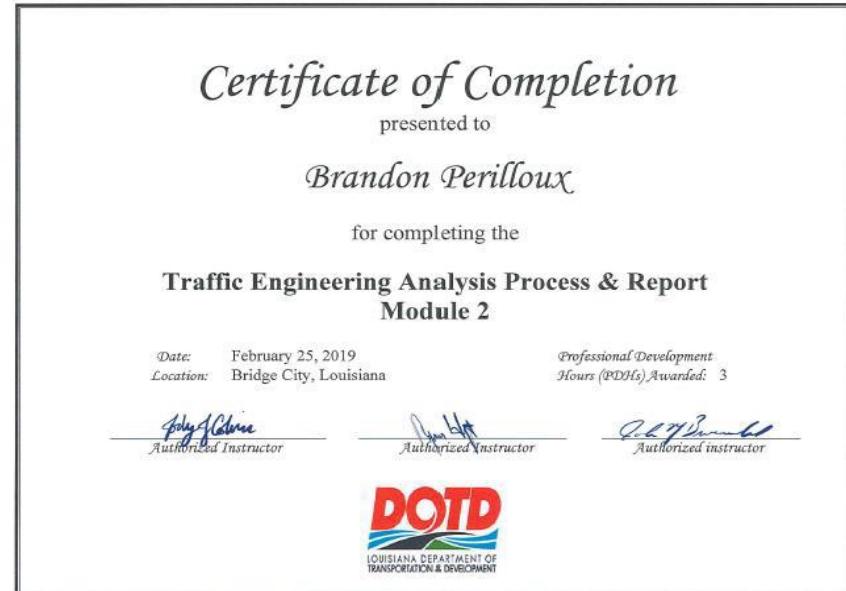 Certificate of Completion
presented to
Brandon Perilloux
for completing the
Traffic Engineering Analysis Process & Report
Module 2
Date: February 25, 2019
Location: Bridge City, Louisiana
Professional Development
Hours (PDHs) Awarded: 3
Authorized Instructor
Authorized Instructor
Authorized instructor
DOTD
LOUISIANA DEPARTMENT OF
TRANSPORTATION & DEVELOPMENT